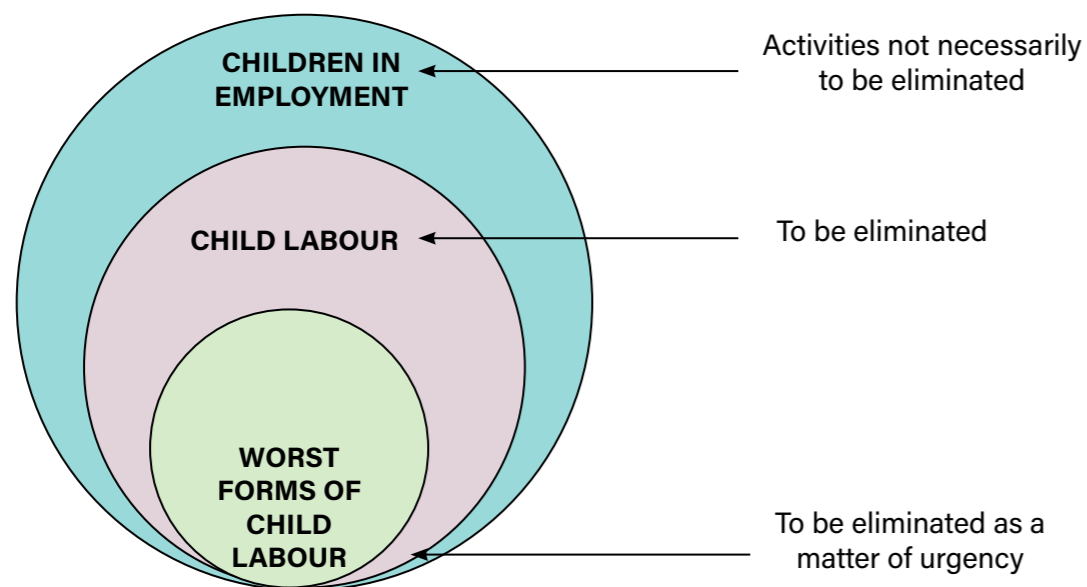 CHILDREN IN
EMPLOYMENT
Activities not necessarily
to be eliminated
CHILD LABOUR
To be eliminated
WORST
FORMS OF
CHILD
LABOUR
To be eliminated as a
matter of urgency